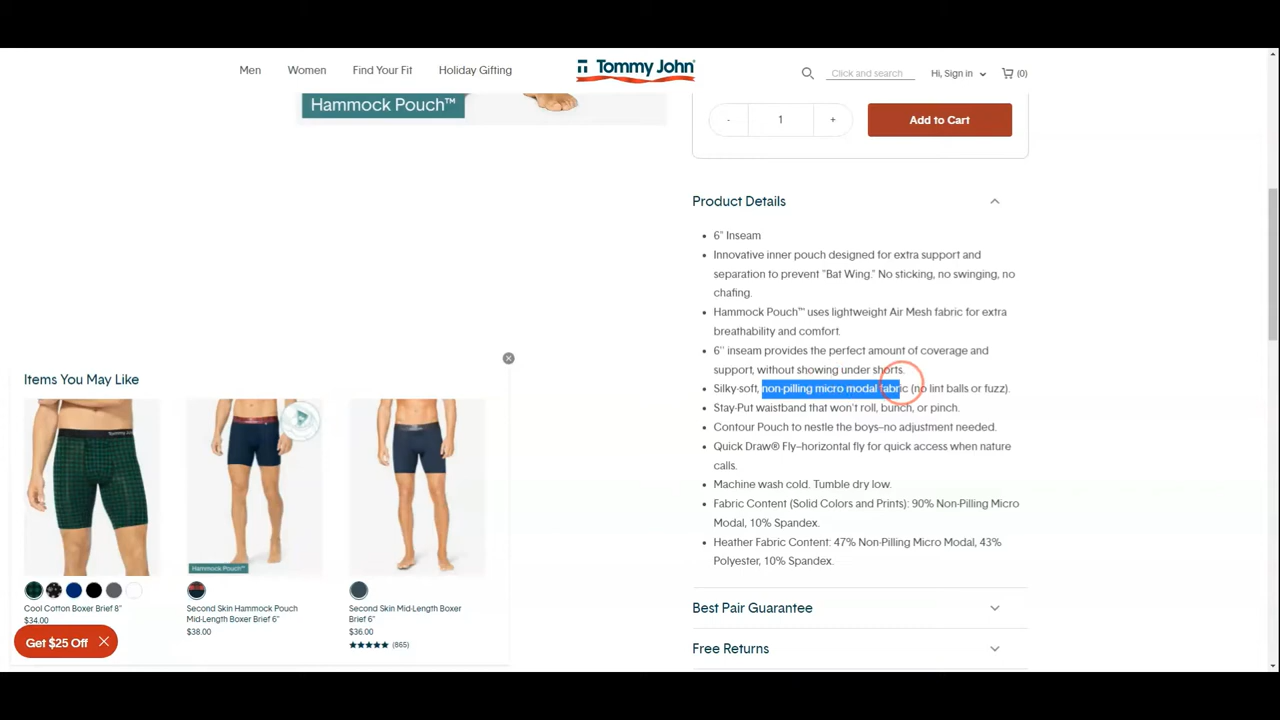 Men
Women
Find Your Fit
Holiday Gifting
Tommy John
Click and search
Hi, Sign in
(0)
Hammock Pouch™
-
1
+
Add to Cart
Product Details
• 6" Inseam
• Innovative inner pouch designed for extra support and
separation to prevent "Bat Wing." No sticking, no swinging, no
chafing.
• Hammock Pouch™ uses lightweight Air Mesh fabric for extra
breathability and comfort.
• 6'' inseam provides the perfect amount of coverage and
support, without showing under shorts.
• Silky-soft, non-pilling micro modal fabric (no lint balls or fuzz).
• Stay-Put waistband that won't roll, bunch, or pinch.
• Contour Pouch to nestle the boys–no adjustment needed.
• Quick Draw® Fly–horizontal fly for quick access when nature
calls.
• Machine wash cold. Tumble dry low.
• Fabric Content (Solid Colors and Prints): 90% Non-Pilling Micro
Modal, 10% Spandex.
• Heather Fabric Content: 47% Non-Pilling Micro Modal, 43%
Polyester, 10% Spandex.
Best Pair Guarantee
Free Returns
Items You May Like
Hammock Pouch™
Cool Cotton Boxer Brief 8"
$34.00
Second Skin Hammock Pouch
Mid-Length Boxer Brief 6"
$38.00
Second Skin Mid-Length Boxer
Brief 6"
$36.00
★★★★★ (865)
Get $25 Off